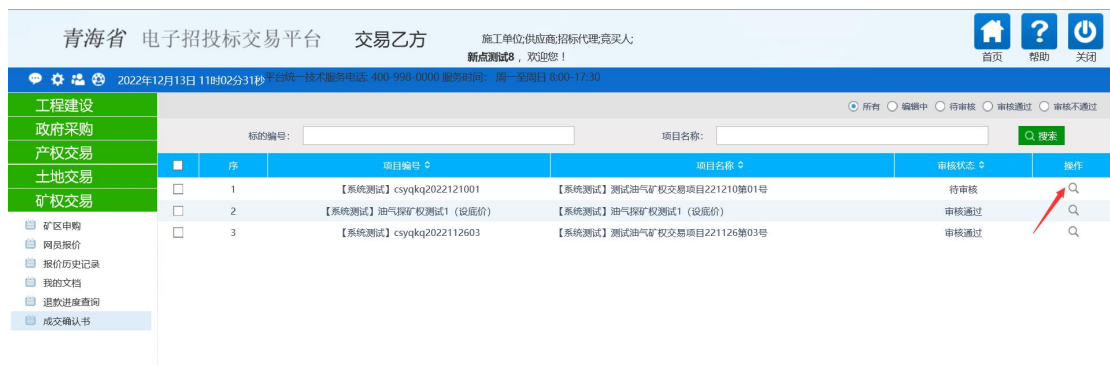 青海省 电子招投标交易平台 交易乙方
施工单位;供应商;招标代理;竞买人;
新点测试8 ，欢迎您！
首页 帮助 关闭
2022年12月13日 11时02分31秒 平台统一技术服务电话: 400-998-0000 服务时间: 周一至周日 8:00-17:30
工程建设
政府采购
产权交易
土地交易
矿权交易
矿区申购
网员报价
报价历史记录
我的文档
退款进度查询
成交确认书
所有 编辑中 待审核 审核通过 审核不通过
标的编号: 项目名称: 搜索
序 项目编号 项目名称 审核状态 操作
1 【系统测试】csyqkq2022121001 【系统测试】测试油气矿权交易项目221210第01号 待审核
2 【系统测试】油气探矿权测试1（设底价） 【系统测试】油气探矿权测试1（设底价） 审核通过
3 【系统测试】csyqkq2022112603 【系统测试】测试油气矿权交易项目221126第03号 审核通过